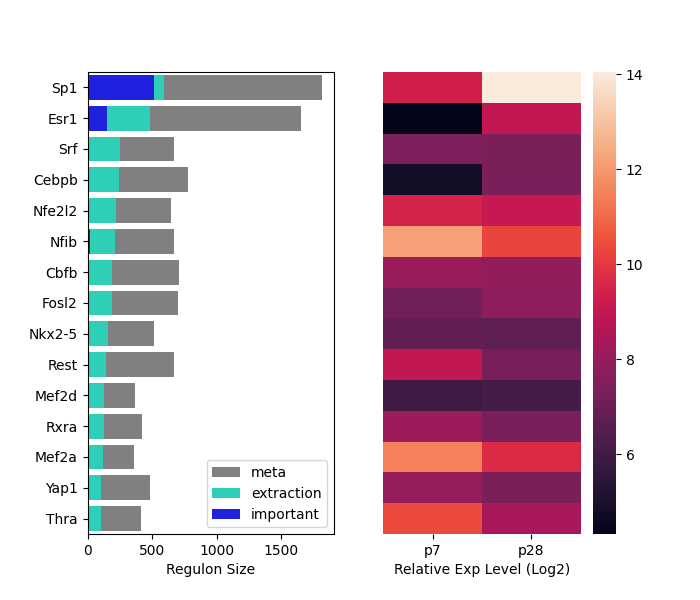 Sp1
Esr1
Srf
Cebpb
Nfe2l2
Nfib
Cbfb
Fosl2
Nkx2-5
Rest
Mef2d
Rxra
Mef2a
Yap1
Thra
meta
extraction
important
0 500 1000 1500
Regulon Size
p7 p28
Relative Exp Level (Log2)
14
12
10
8
6